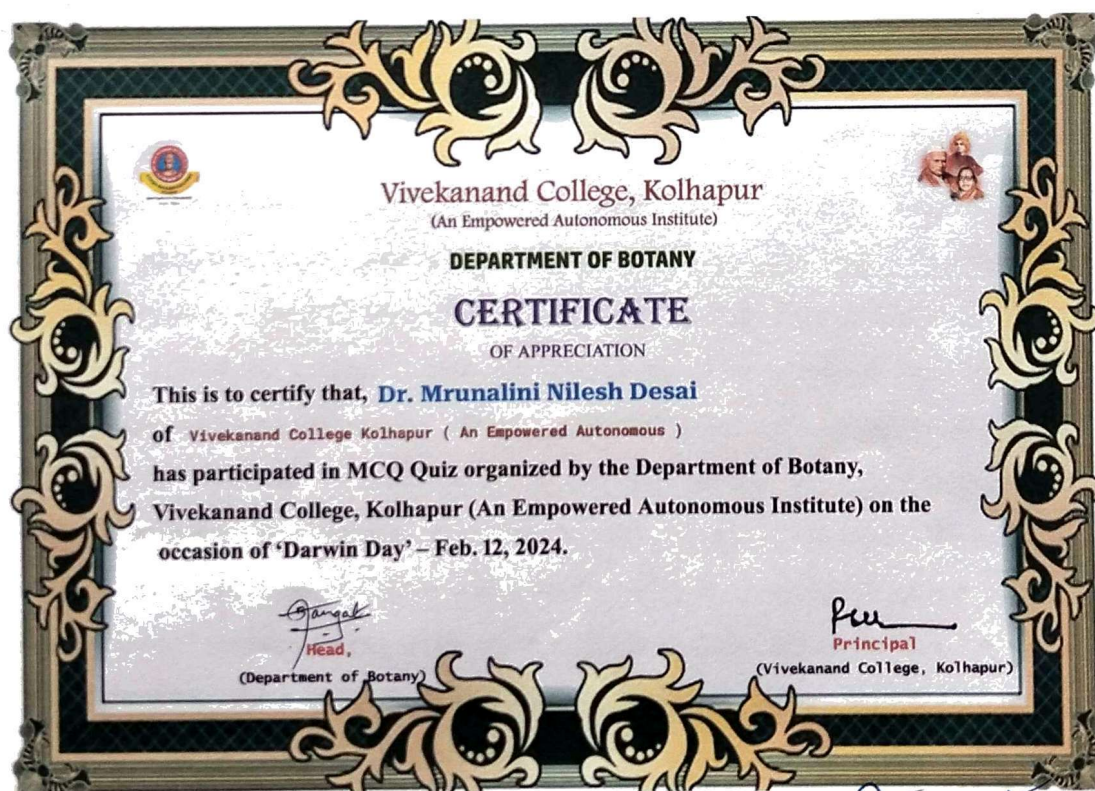 Vivekanand College, Kolhapur
(An Empowered Autonomous Institute)
DEPARTMENT OF BOTANY
CERTIFICATE
OF APPRECIATION
This is to certify that, Dr. Mrunalini Nilesh Desai
of Vivekanand College Kolhapur ( An Empowered Autonomous )
has participated in MCQ Quiz organized by the Department of Botany,
Vivekanand College, Kolhapur (An Empowered Autonomous Institute) on the
occasion of ‘Darwin Day’ – Feb. 12, 2024.
Head,
(Department of Botany)
Principal
(Vivekanand College, Kolhapur)